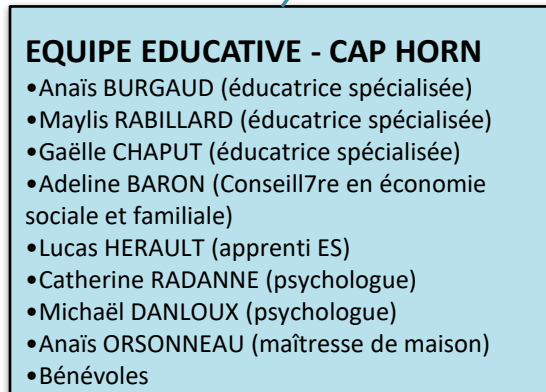 EQUIPE EDUCATIVE - CAP HORN
•Anaïs BURGAUD (éducatrice spécialisée)
•Maylis RABILLARD (éducatrice spécialisée)
•Gaëlle CHAPUT (éducatrice spécialisée)
•Adeline BARON (Conseill7re en économie
sociale et familiale)
•Lucas HERAULT (apprenti ES)
•Catherine RADANNE (psychologue)
•Michaël DANLOUX (psychologue)
•Anaïs ORSONNEAU (maîtresse de maison)
•Bénévoles